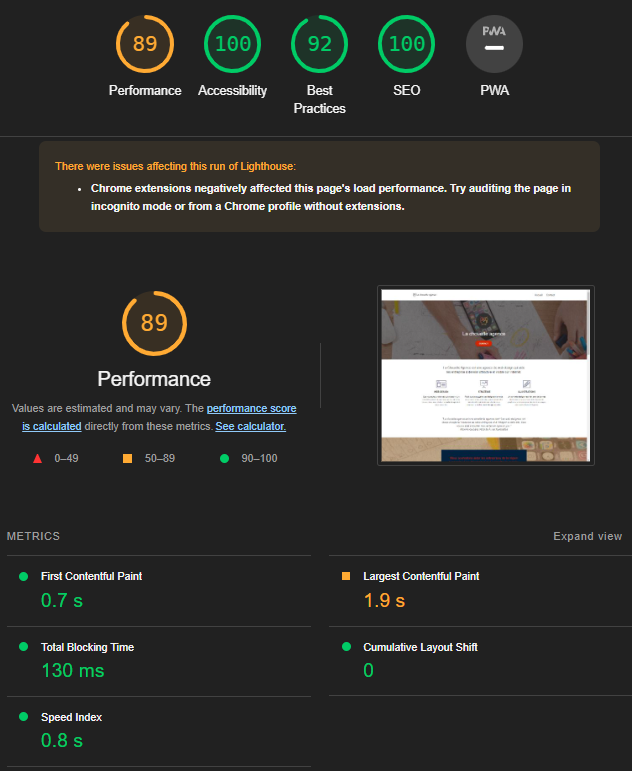 89
100
92
100
PWA
Performance
Accessibility
Best
Practices
SEO
PWA
There were issues affecting this run of Lighthouse:
Chrome extensions negatively affected this page's load performance. Try auditing the page in
incognito mode or from a Chrome profile without extensions.
89
Performance
Values are estimated and may vary. The performance score
is calculated directly from these metrics. See calculator.
0–49
50–89
90–100
La chouette agence
METRICS
Expand view
First Contentful Paint
0.7 s
Largest Contentful Paint
1.9 s
Total Blocking Time
130 ms
Cumulative Layout Shift
0
Speed Index
0.8 s